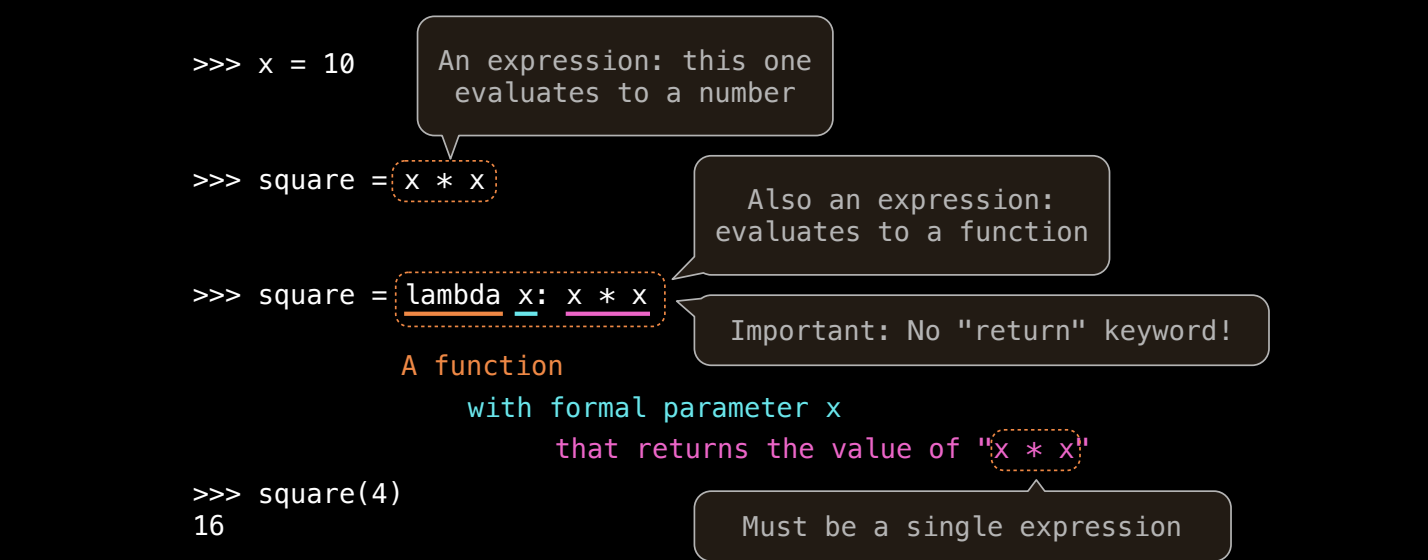 >>> x = 10
An expression: this one
evaluates to a number
>>> square = x * x
Also an expression:
evaluates to a function
>>> square = lambda x: x * x
Important: No "return" keyword!
A function
with formal parameter x
that returns the value of "x * x"
>>> square(4)
16
Must be a single expression